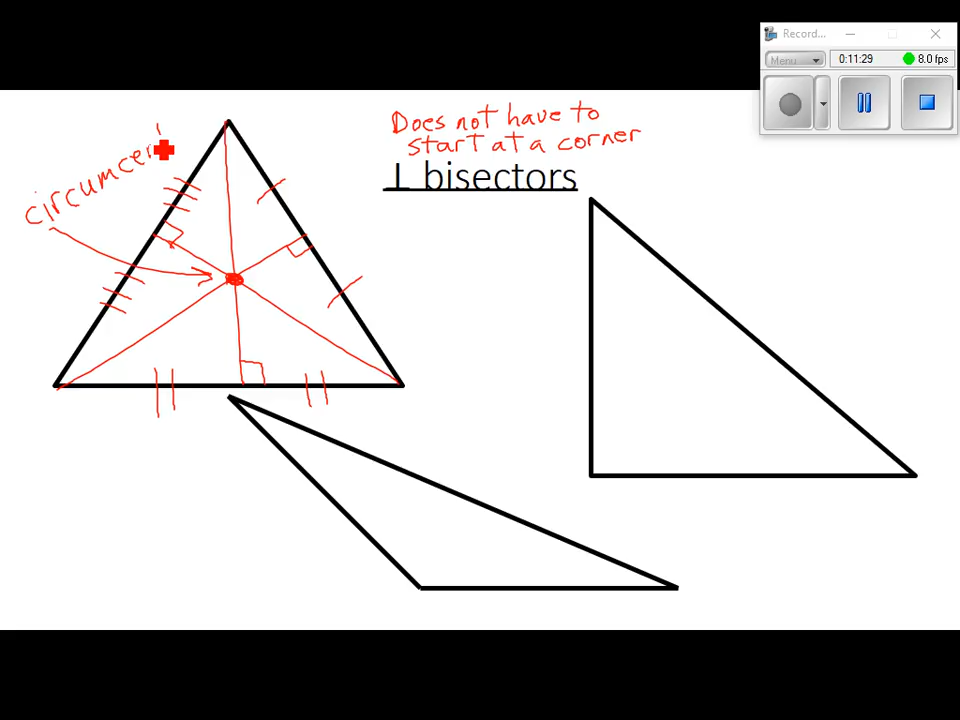 Record...
Menu
0:11:29
8.0 fps
Does not have to
start at a corner
⊥ bisectors
circumcen